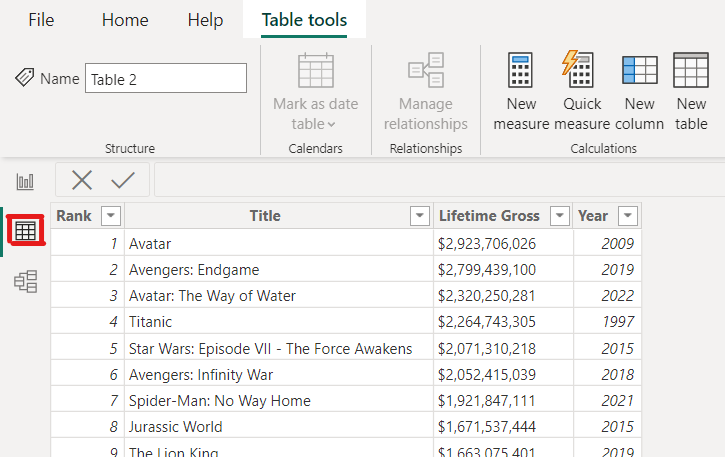 File Home Help Table tools
Name Table 2
Mark as date table
Manage relationships
New measure
Quick measure
New column
New table
Structure Calendars Relationships Calculations
Rank Title Lifetime Gross Year
1 Avatar $2,923,706,026 2009
2 Avengers: Endgame $2,799,439,100 2019
3 Avatar: The Way of Water $2,320,250,281 2022
4 Titanic $2,264,743,305 1997
5 Star Wars: Episode VII - The Force Awakens $2,071,310,218 2015
6 Avengers: Infinity War $2,052,415,039 2018
7 Spider-Man: No Way Home $1,921,847,111 2021
8 Jurassic World $1,671,537,444 2015
9 The Lion King $1,663,075,401 2019